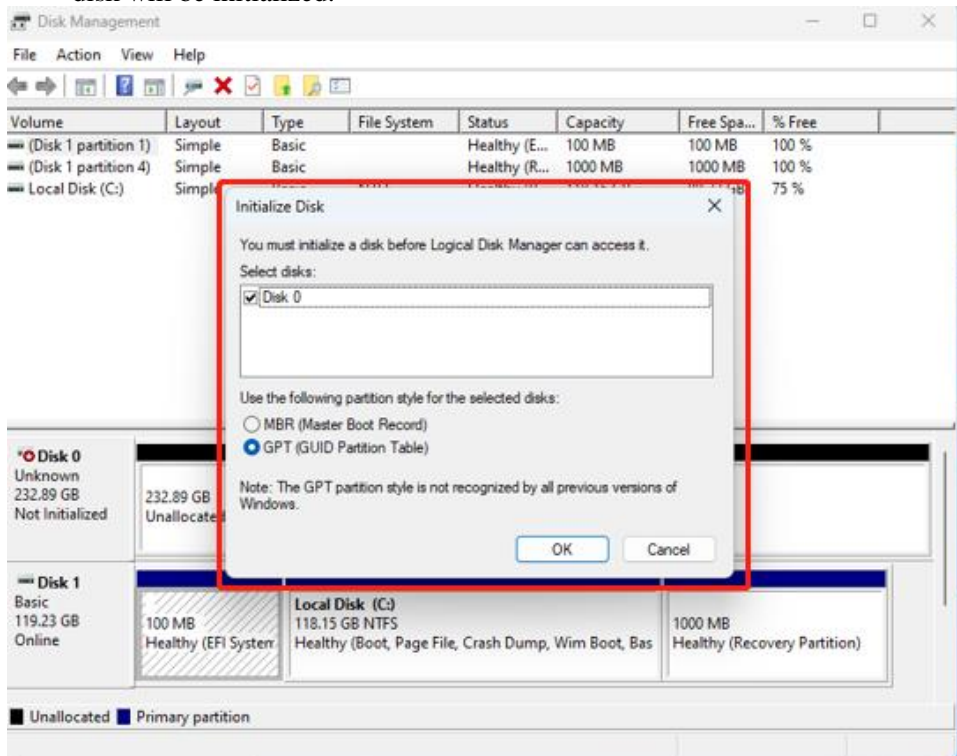 disk will be initialized.
Disk Management
File Action View Help
Volume Layout Type File System Status Capacity Free Spa... % Free
(Disk 1 partition 1) Simple Basic Healthy (E... 100 MB 100 MB 100 %
(Disk 1 partition 4) Simple Basic Healthy (R... 1000 MB 1000 MB 100 %
Local Disk (C:) Simple 75 %
Initialize Disk
You must initialize a disk before Logical Disk Manager can access it.
Select disks:
Disk 0
Use the following partition style for the selected disks:
MBR (Master Boot Record)
GPT (GUID Partition Table)
Note: The GPT partition style is not recognized by all previous versions of
Windows.
OK Cancel
Disk 0
Unknown
232.89 GB
Not Initialized
232.89 GB
Unallocated
Disk 1
Basic
119.23 GB
Online
100 MB
Healthy (EFI System
Local Disk (C:)
118.15 GB NTFS
Healthy (Boot, Page File, Crash Dump, Wim Boot, Bas
1000 MB
Healthy (Recovery Partition)
Unallocated Primary partition